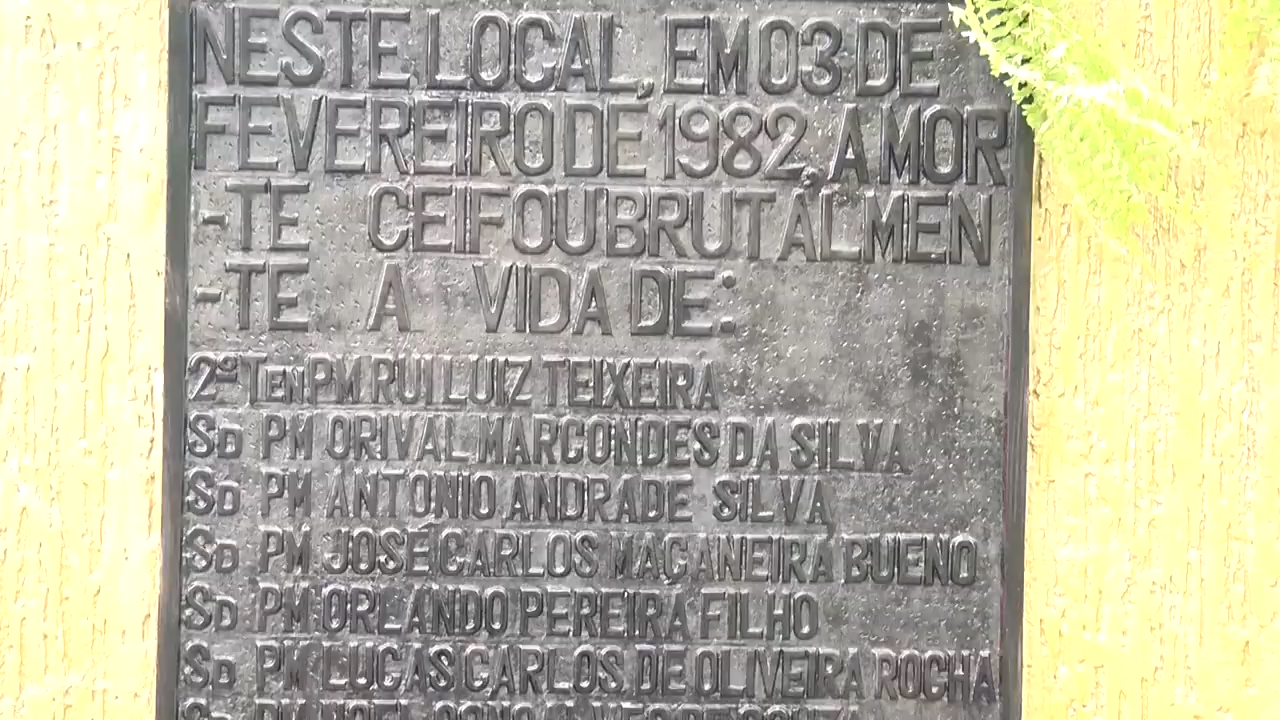 NESTE LOCAL, EM 03 DE
FEVEREIRO DE 1982, A MOR
-TE CEIFOU BRUTALMEN
-TE A VIDA DE:
2º TEN PM RUI LUIZ TEIXEIRA
SD PM ORIVAL MARCONDES DA SILVA
SD PM ANTONIO ANDRADE SILVA
SD PM JOSÉ CARLOS MAÇANEIRA BUENO
SD PM ORLANDO PEREIRA FILHO
SD PM LUCAS CARLOS DE OLIVEIRA ROCHA
SD PM